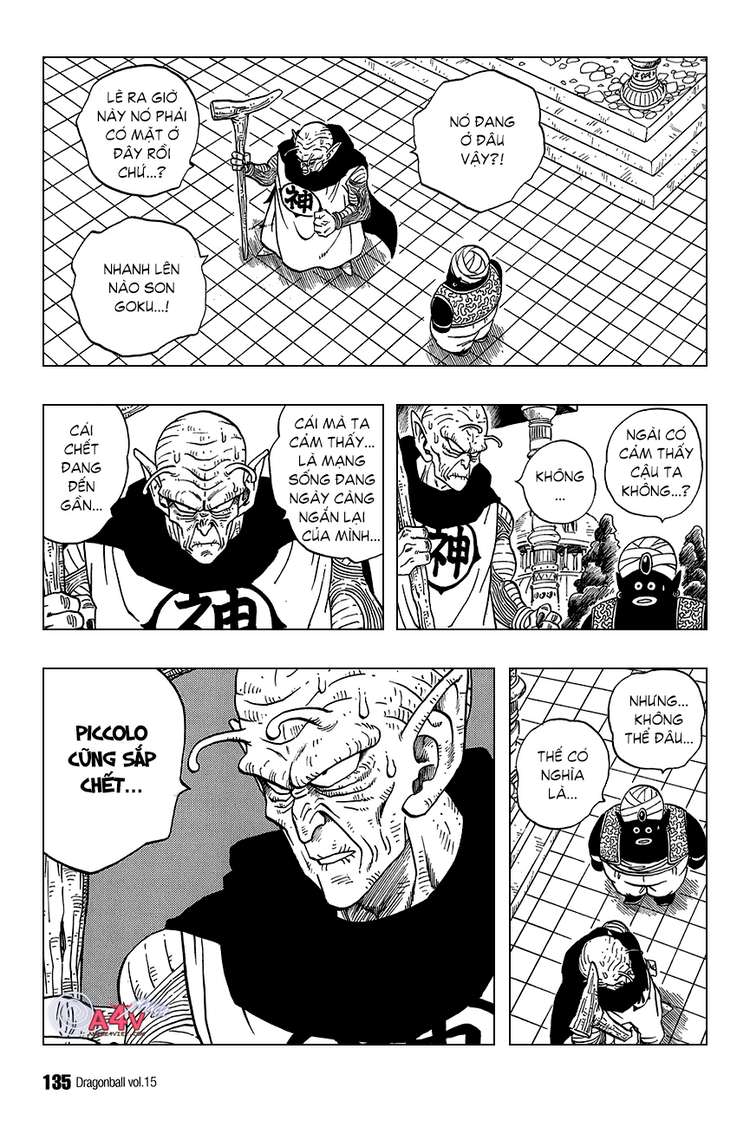 NÓ ĐANG
Ở ĐÂU
VẬY?!
LẼ RA GIỜ
NÀY NÓ PHẢI
CÓ MẶT Ở
ĐÂY RỒI
CHỨ...?
NHANH LÊN
NÀO SON
GOKU...!
神
NGÀI CÓ
CẢM THẤY
CẬU TA
KHÔNG...?
KHÔNG
...
神
CÁI MÀ TA
CẢM THẤY...
LÀ MẠNG
SỐNG ĐANG
NGÀY CÀNG
NGẮN LẠI
CỦA MÌNH...
CÁI
CHẾT
ĐANG
ĐẾN
GẦN...
神
NHƯNG...
KHÔNG
THỂ ĐÂU...
THẾ CÓ
NGHĨA
LÀ...
PICCOLO
CŨNG SẮP
CHẾT...
A4V
135 Dragonball vol.15